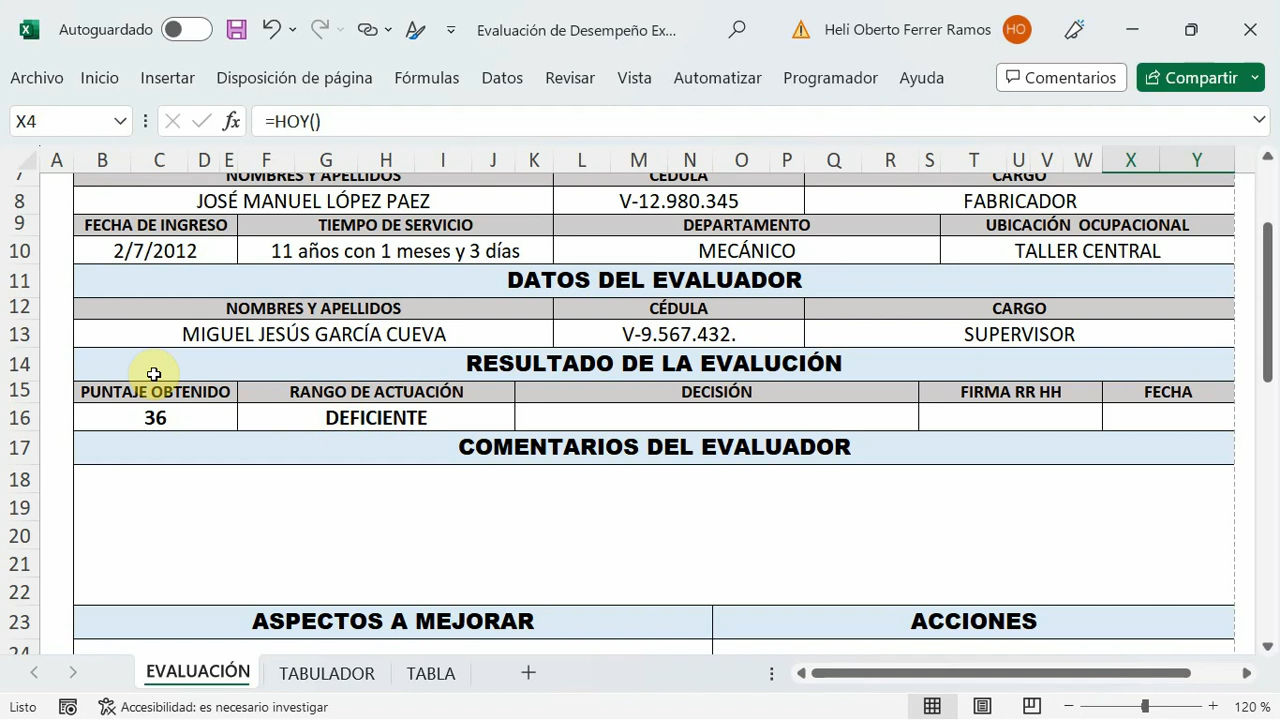 Autoguardado
Evaluación de Desempeño Ex...
Heli Oberto Ferrer Ramos HO
Archivo Inicio Insertar Disposición de página Fórmulas Datos Revisar Vista Automatizar Programador Ayuda Comentarios Compartir
X4 fx =HOY()
A B C D E F G H I J K L M N O P Q R S T U V W X Y
7 NOMBRES Y APELLIDOS CÉDULA CARGO
8 JOSÉ MANUEL LÓPEZ PAEZ V-12.980.345 FABRICADOR
9 FECHA DE INGRESO TIEMPO DE SERVICIO DEPARTAMENTO UBICACIÓN OCUPACIONAL
10 2/7/2012 11 años con 1 meses y 3 días MECÁNICO TALLER CENTRAL
11 DATOS DEL EVALUADOR
12 NOMBRES Y APELLIDOS CÉDULA CARGO
13 MIGUEL JESÚS GARCÍA CUEVA V-9.567.432. SUPERVISOR
14 RESULTADO DE LA EVALUCIÓN
15 PUNTAJE OBTENIDO RANGO DE ACTUACIÓN DECISIÓN FIRMA RR HH FECHA
16 36 DEFICIENTE
17 COMENTARIOS DEL EVALUADOR
18
19
20
21
22
23 ASPECTOS A MEJORAR ACCIONES
24
EVALUACIÓN TABULADOR TABLA
Listo Accesibilidad: es necesario investigar 120 %